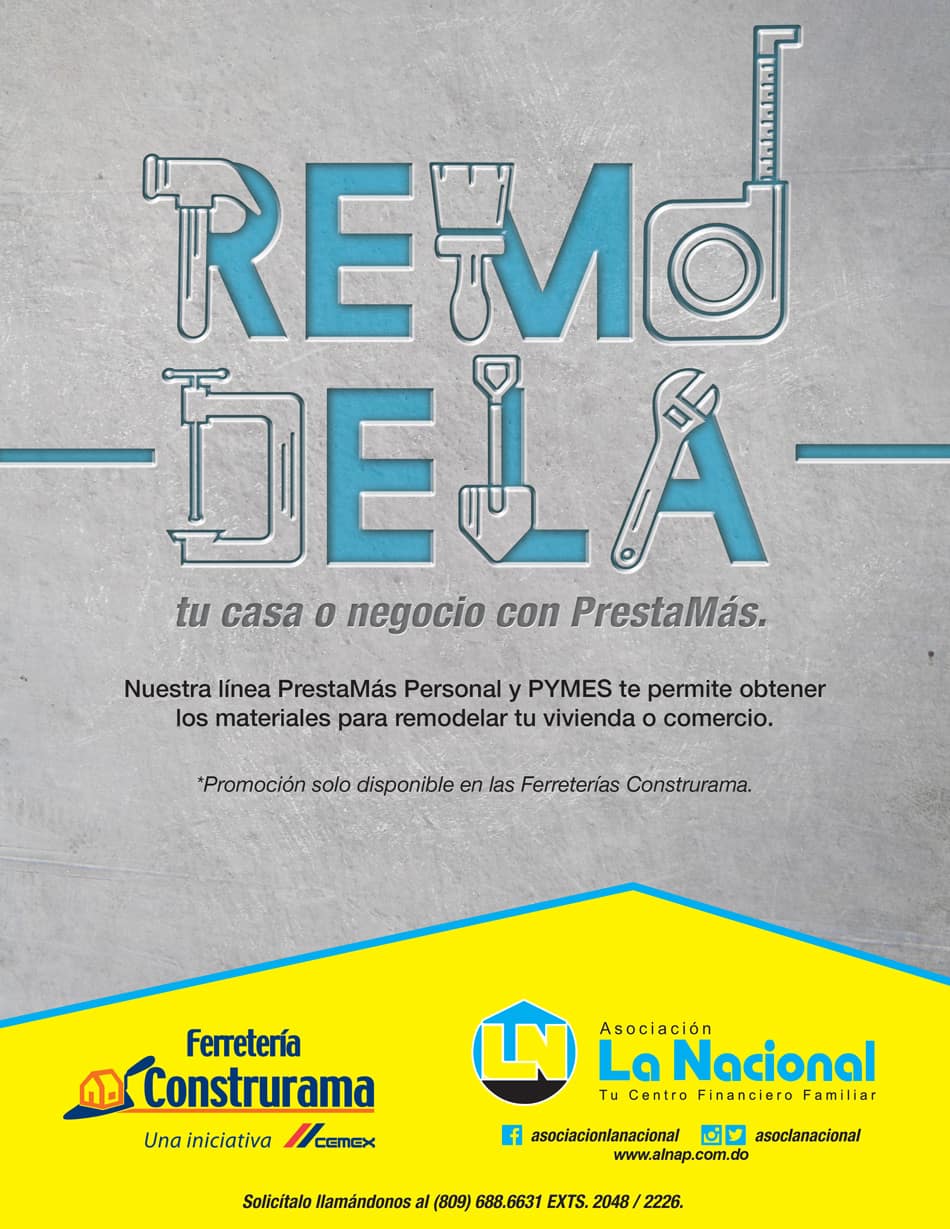 REMO
DELA
tu casa o negocio con PrestaMás.
Nuestra línea PrestaMás Personal y PYMES te permite obtener
los materiales para remodelar tu vivienda o comercio.
*Promoción solo disponible en las Ferreterías Construrama.
Ferretería
Construrama
Una iniciativa CEMEX
LN
Asociación
La Nacional
Tu Centro Financiero Familiar
asociacionlanacional asoclanacional
www.alnap.com.do
Solicítalo llamándonos al (809) 688.6631 EXTS. 2048 / 2226.